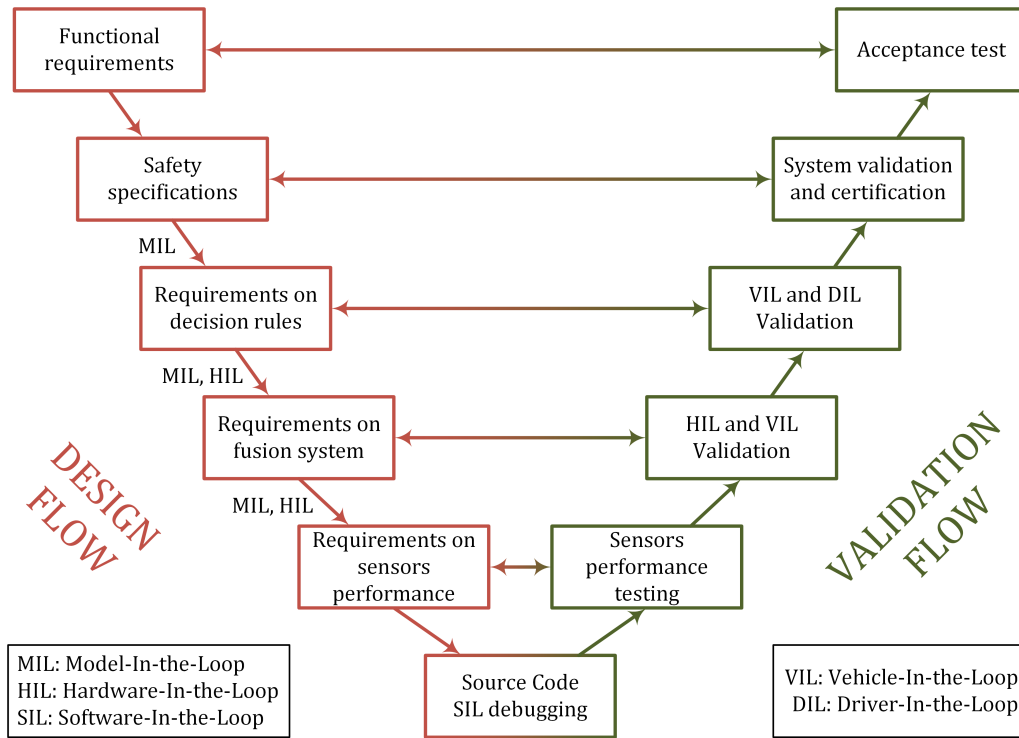 Functional
requirements
Acceptance test
Safety
specifications
System validation
and certification
MIL
Requirements on
decision rules
VIL and DIL
Validation
MIL, HIL
Requirements on
fusion system
HIL and VIL
Validation
MIL, HIL
DESIGN
FLOW
VALIDATION
FLOW
Requirements on
sensors
performance
Sensors
performance
testing
Source Code
SIL debugging
MIL: Model-In-the-Loop
HIL: Hardware-In-the-Loop
SIL: Software-In-the-Loop
VIL: Vehicle-In-the-Loop
DIL: Driver-In-the-Loop